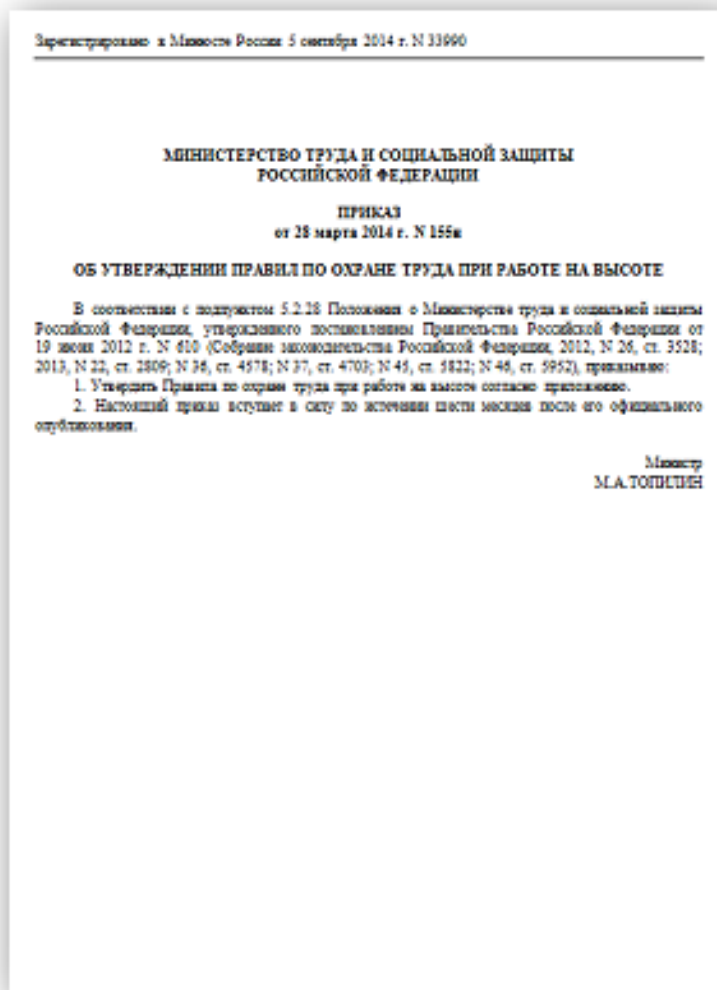 Зарегистрировано в Минюсте России 5 сентября 2014 г. N 33990
МИНИСТЕРСТВО ТРУДА И СОЦИАЛЬНОЙ ЗАЩИТЫ
РОССИЙСКОЙ ФЕДЕРАЦИИ
ПРИКАЗ
от 28 марта 2014 г. N 155н
ОБ УТВЕРЖДЕНИИ ПРАВИЛ ПО ОХРАНЕ ТРУДА ПРИ РАБОТЕ НА ВЫСОТЕ
В соответствии с подпунктом 5.2.28 Положения о Министерстве труда и социальной защиты
Российской Федерации, утвержденного постановлением Правительства Российской Федерации от
19 июня 2012 г. N 610 (Собрание законодательства Российской Федерации, 2012, N 26, ст. 3528;
2013, N 22, ст. 2809; N 36, ст. 4578; N 37, ст. 4703; N 45, ст. 5822; N 46, ст. 5952), приказываю:
1. Утвердить Правила по охране труда при работе на высоте согласно приложению.
2. Настоящий приказ вступает в силу по истечении шести месяцев после его официального
опубликования.
Министр
М.А.ТОПИЛИН